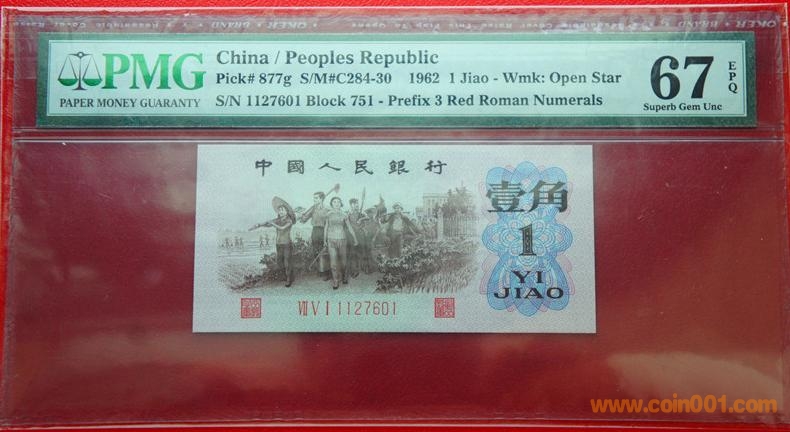 PMG
PAPER MONEY GUARANTY
China / Peoples Republic
Pick# 877g S/M#C284-30 1962 1 Jiao - Wmk: Open Star
S/N 1127601 Block 751 - Prefix 3 Red Roman Numerals
67
EPQ
Superb Gem Unc
中國人民銀行
壹角
1
YI
JIAO
Ⅶ Ⅴ Ⅰ 1127601
www.coin001.com